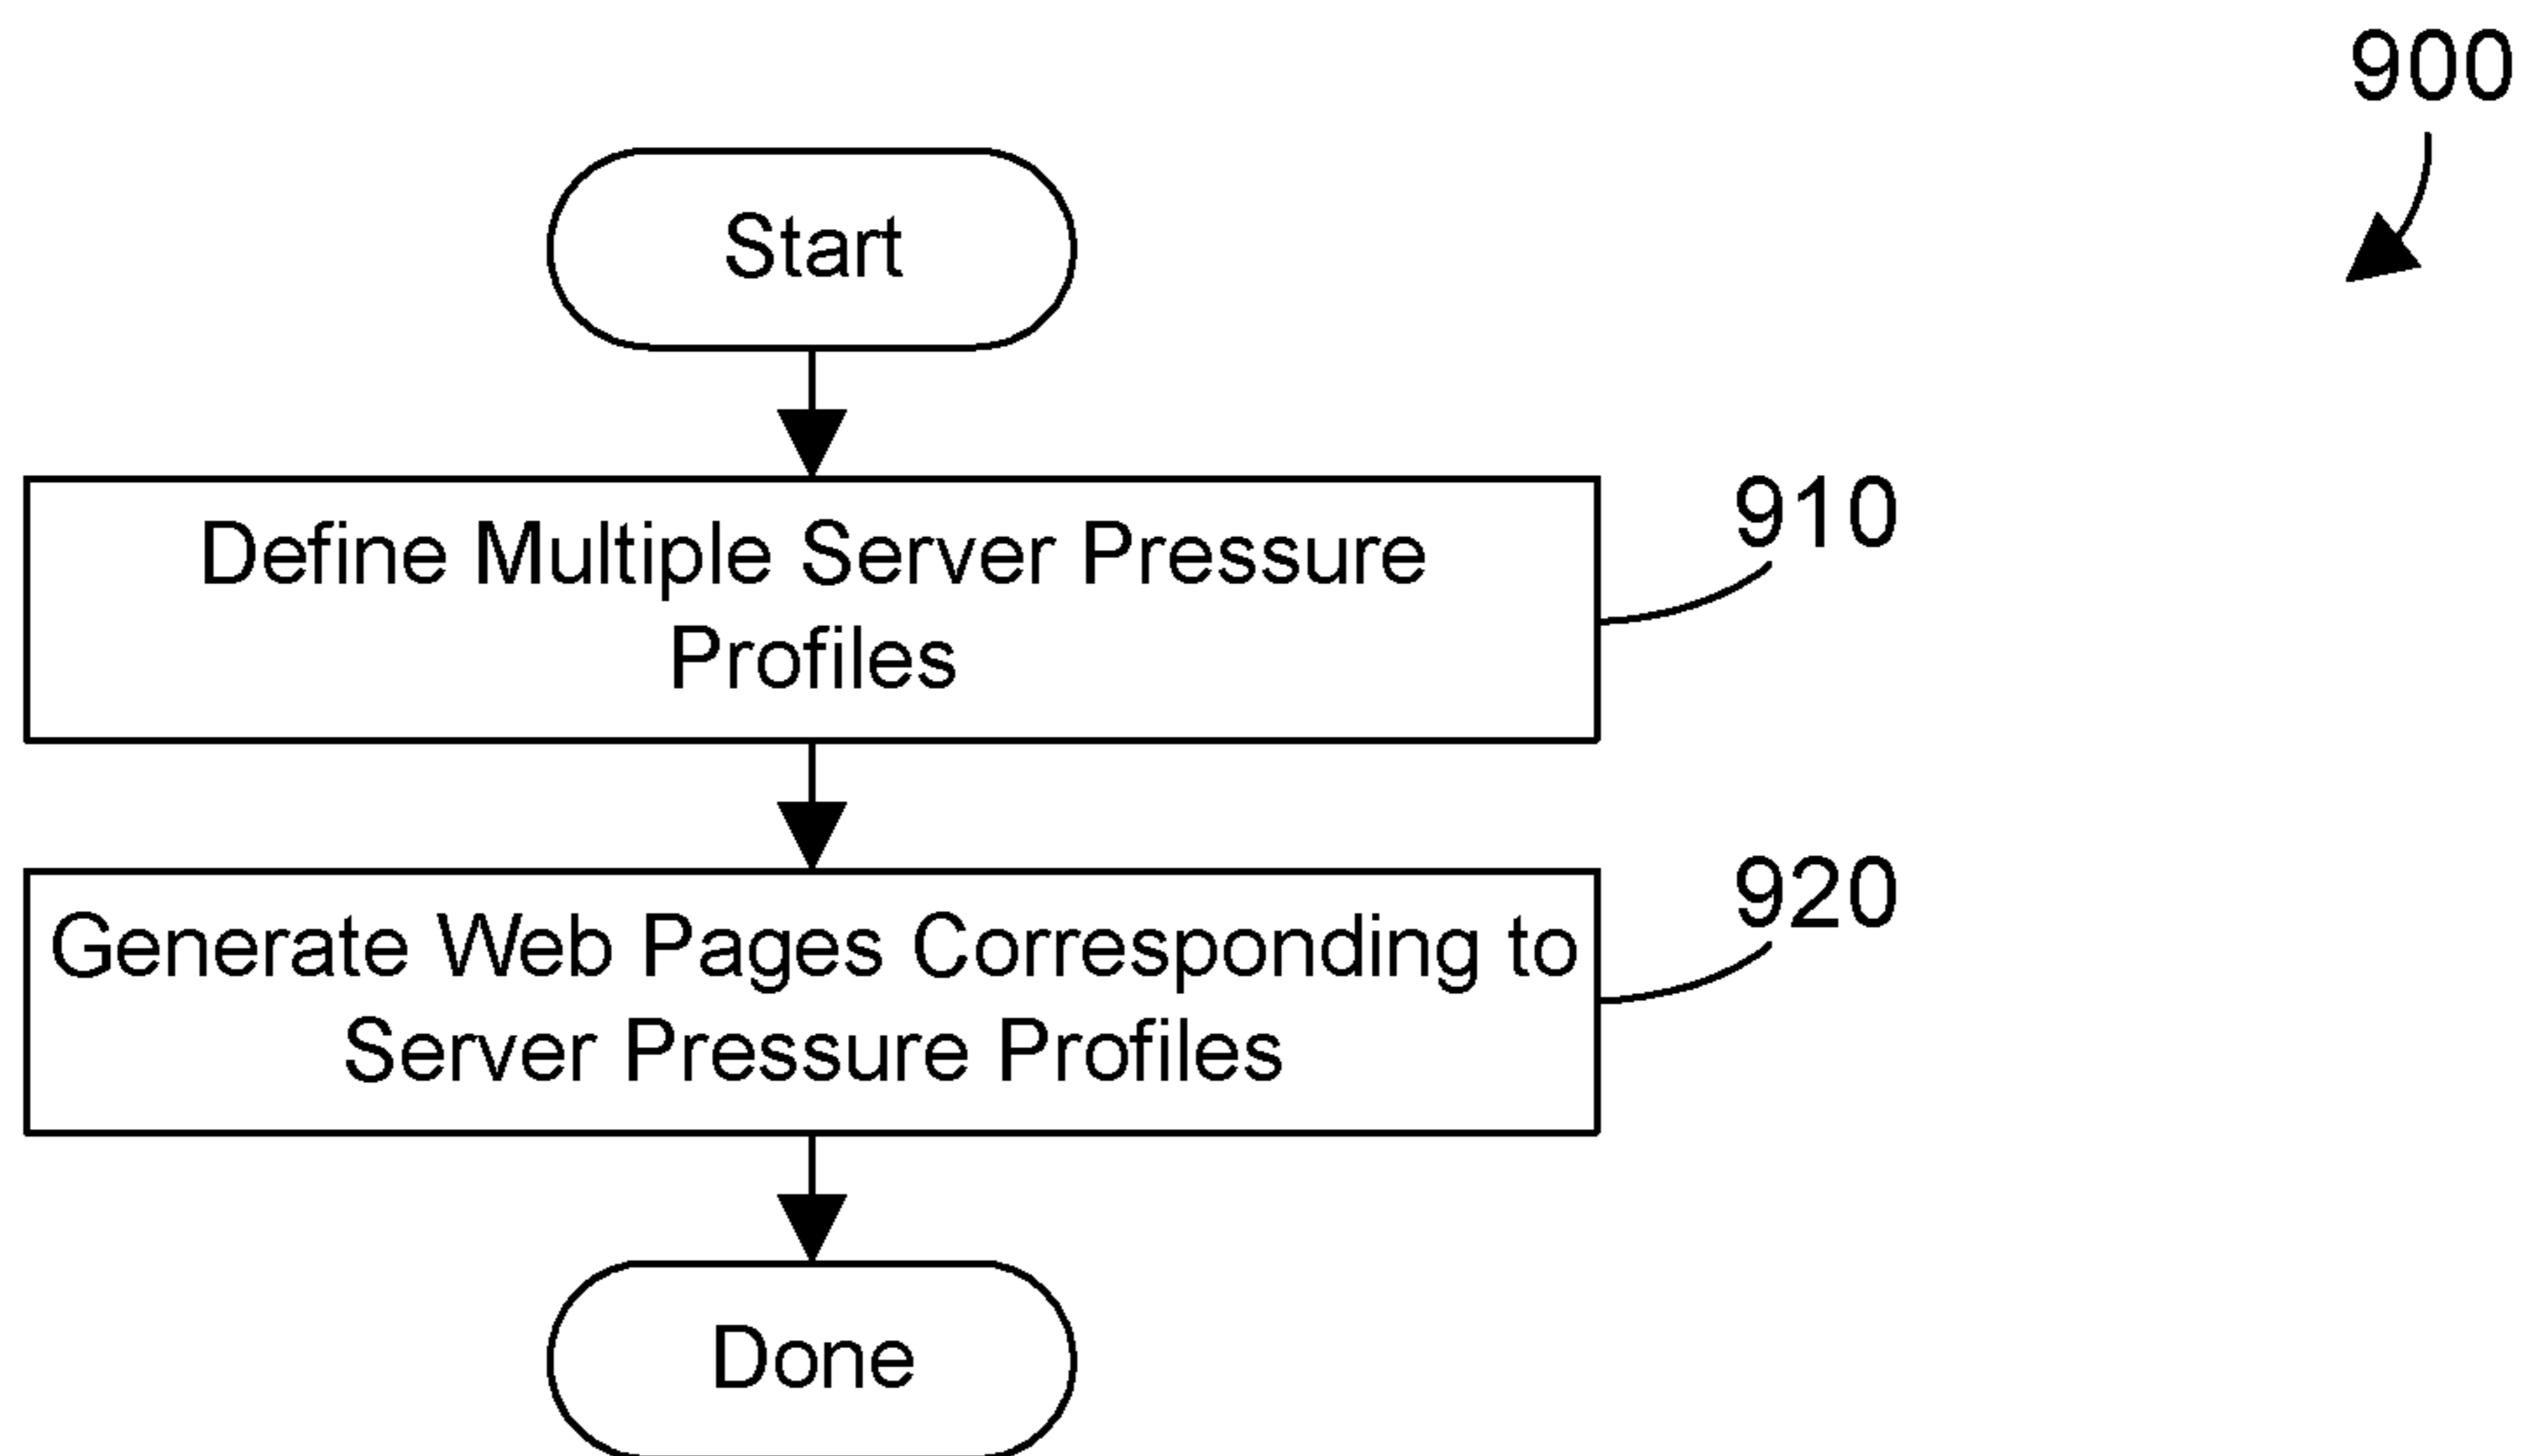 900
Start
Define Multiple Server Pressure
Profiles
910
Generate Web Pages Corresponding to
Server Pressure Profiles
920
Done